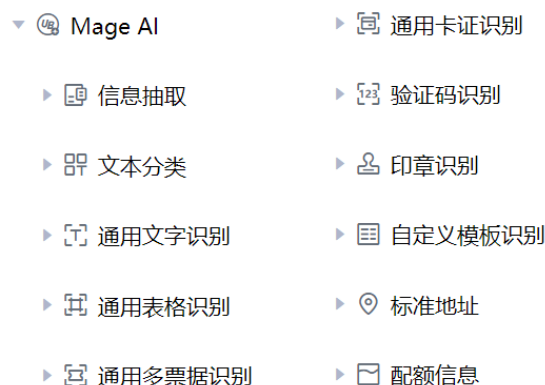 Mage AI
信息抽取
文本分类
通用文字识别
通用表格识别
通用多票据识别
通用卡证识别
验证码识别
印章识别
自定义模板识别
标准地址
配额信息